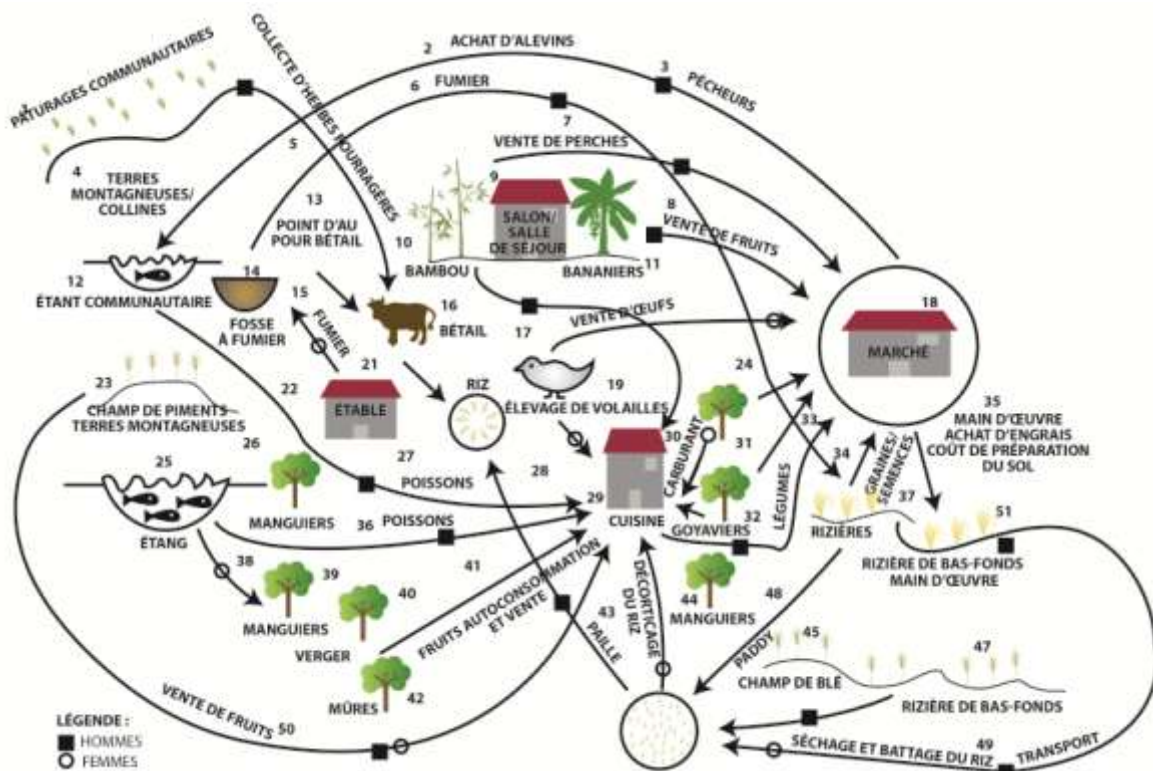 PÂTURAGES COMMUNAUTAIRES
COLLECTE D'HERBES FOURRAGÈRES
2
ACHAT D'ALEVINS
3
PÉCHEURS
6
FUMIER
7
VENTE DE PERCHES
4
TERRES
MONTAGNEUSES/
COLLINES
5
13
POINT D'AU
POUR BÉTAIL
10
9
SALON/
SALLE
DE SÉJOUR
BAMBOU
BANANIERS
8
VENTE DE FRUITS
11
12
ÉTANT COMMUNAUTAIRE
14
FOSSE
À FUMIER
15
FUMIER
16
BÉTAIL
17
VENTE D'ŒUFS
18
MARCHÉ
21
ÉTABLE
RIZ
19
ÉLEVAGE DE VOLAILLES
22
23
CHAMP DE PIMENTS
TERRES MONTAGNEUSES
24
35
MAIN D'ŒUVRE
ACHAT D'ENGRAIS
COÛT DE PRÉPARATION
DU SOL
25
ÉTANG
26
MANGUIERS
27
POISSONS
28
29
CUISINE
30
CARBURANT
31
32
GOYAVIERS
33
LÉGUMES
34
GRAINES/
SEMENCES
RIZIÈRES
37
51
RIZIÈRE DE BAS-FONDS
MAIN D'ŒUVRE
36
POISSONS
38
39
MANGUIERS
40
VERGER
41
FRUITS AUTOCONSOMMATION
ET VENTE
42
MÛRES
43
DÉCORTICAGE
DU RIZ
PAILLE
44
MANGUIERS
48
PADDY
45
CHAMP DE BLÉ
47
RIZIÈRE DE BAS-FONDS
VENTE DE FRUITS
50
SÉCHAGE ET BATTAGE DU RIZ
49
TRANSPORT
LÉGENDE :
HOMMES
FEMMES